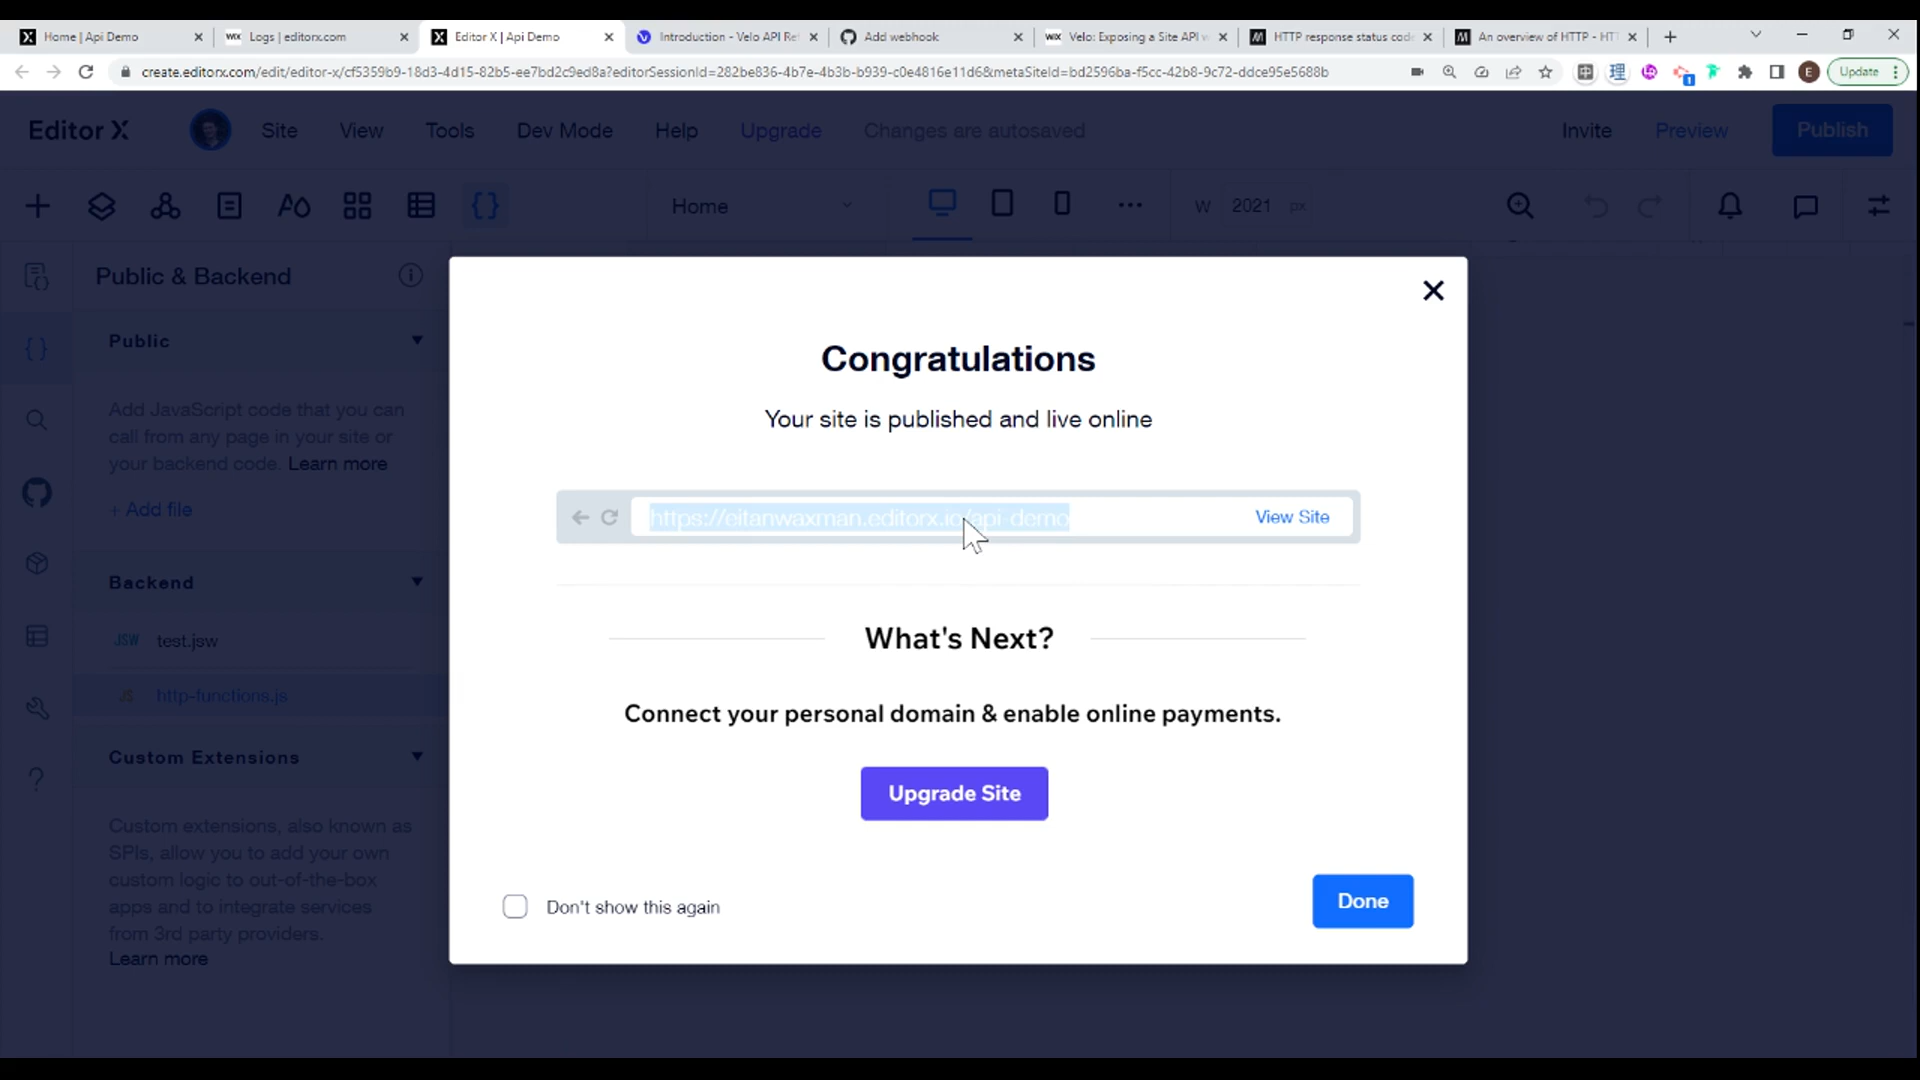 Home | Api Demo
Logs | editorx.com
Editor X | Api Demo
Introduction - Velo API Re
Add webhook
Velo: Exposing a Site API w
HTTP response status code
An overview of HTTP - HT
create.editorx.com/edit/editor-x/cf5359b9-18d3-4d15-82b5-ee7bd2c9ed8a?editorSessionId=282be836-4b7e-4b3b-b939-c0e4816e11d6&metaSiteId=bd2596ba-f5cc-42b8-9c72-ddce95e5688b
Update
Editor X
Site
View
Tools
Dev Mode
Help
Upgrade
Changes are autosaved
Invite
Preview
Publish
Home
W 2021 px
Public & Backend
Public
Add JavaScript code that you can
call from any page in your site or
your backend code. Learn more
+ Add file
Backend
JSW test.jsw
JS http-functions.js
Custom Extensions
Custom extensions, also known as
SPIs, allow you to add your own
custom logic to out-of-the-box
apps and to integrate services
from 3rd party providers.
Learn more
Congratulations
Your site is published and live online
https://eitanwaxman.editorx.io/api-demo
View Site
What's Next?
Connect your personal domain & enable online payments.
Upgrade Site
Don't show this again
Done